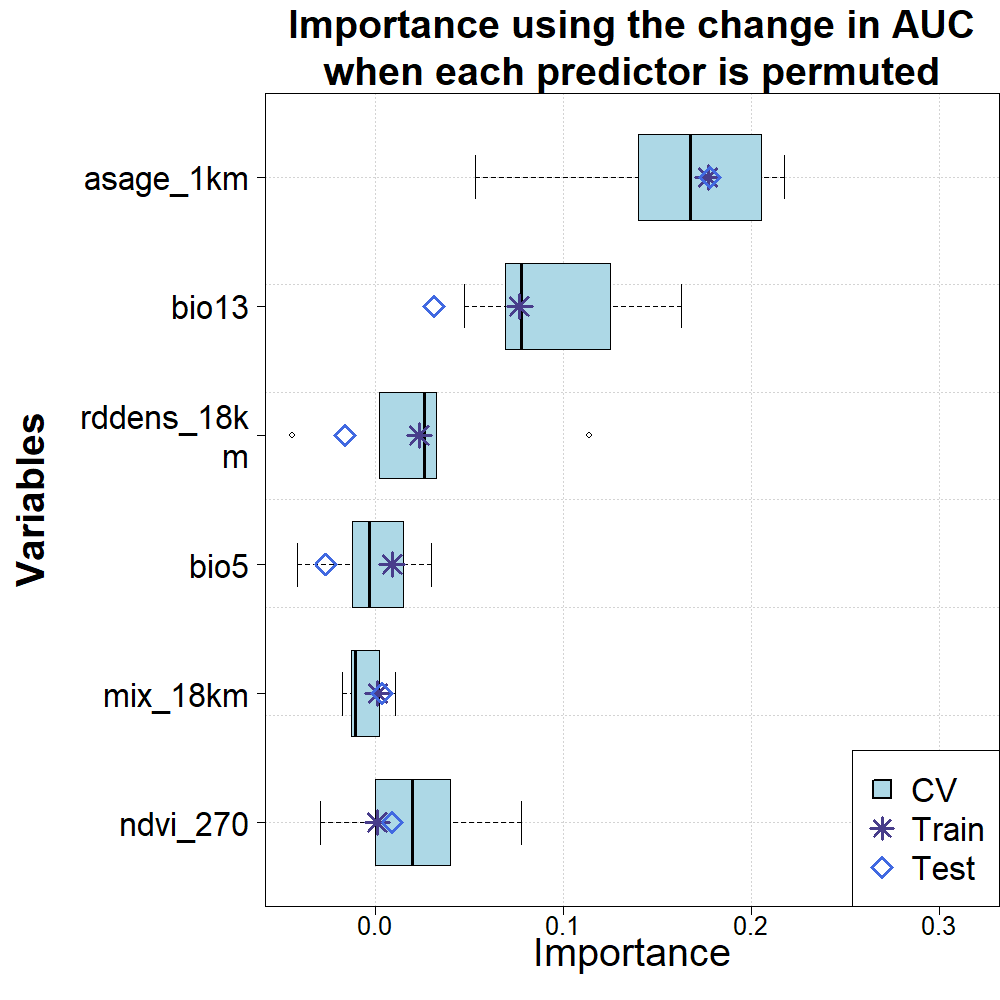 Importance using the change in AUC
when each predictor is permuted
Variables
asage_1km
bio13
rddens_18k
m
bio5
mix_18km
ndvi_270
CV
Train
Test
0.0 0.1 0.2 0.3
Importance